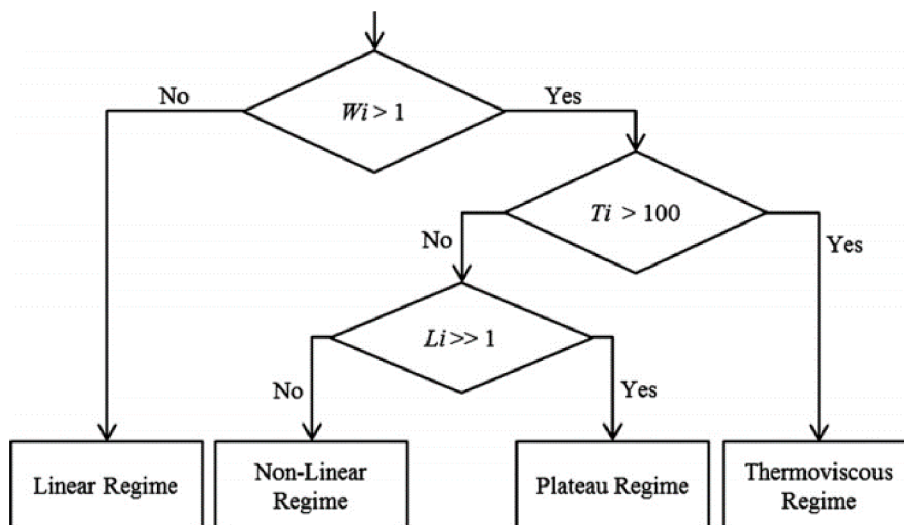 No
Yes
Wi > 1
Ti > 100
No
Yes
Li >> 1
No
Yes
Linear Regime
Non-Linear
Regime
Plateau Regime
Thermoviscous
Regime